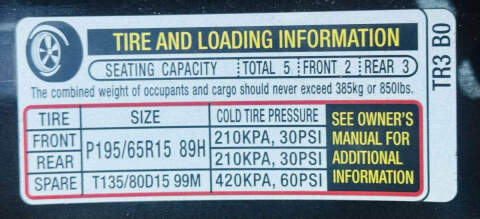 TIRE AND LOADING INFORMATION
SEATING CAPACITY TOTAL 5 FRONT 2 REAR 3
The combined weight of occupants and cargo should never exceed 385kg or 850lbs.
TIRE SIZE COLD TIRE PRESSURE
FRONT P195/65R15 89H 210KPA, 30PSI
REAR 210KPA, 30PSI
SPARE T135/80D15 99M 420KPA, 60PSI
SEE OWNER'S
MANUAL FOR
ADDITIONAL
INFORMATION
TR3 B0